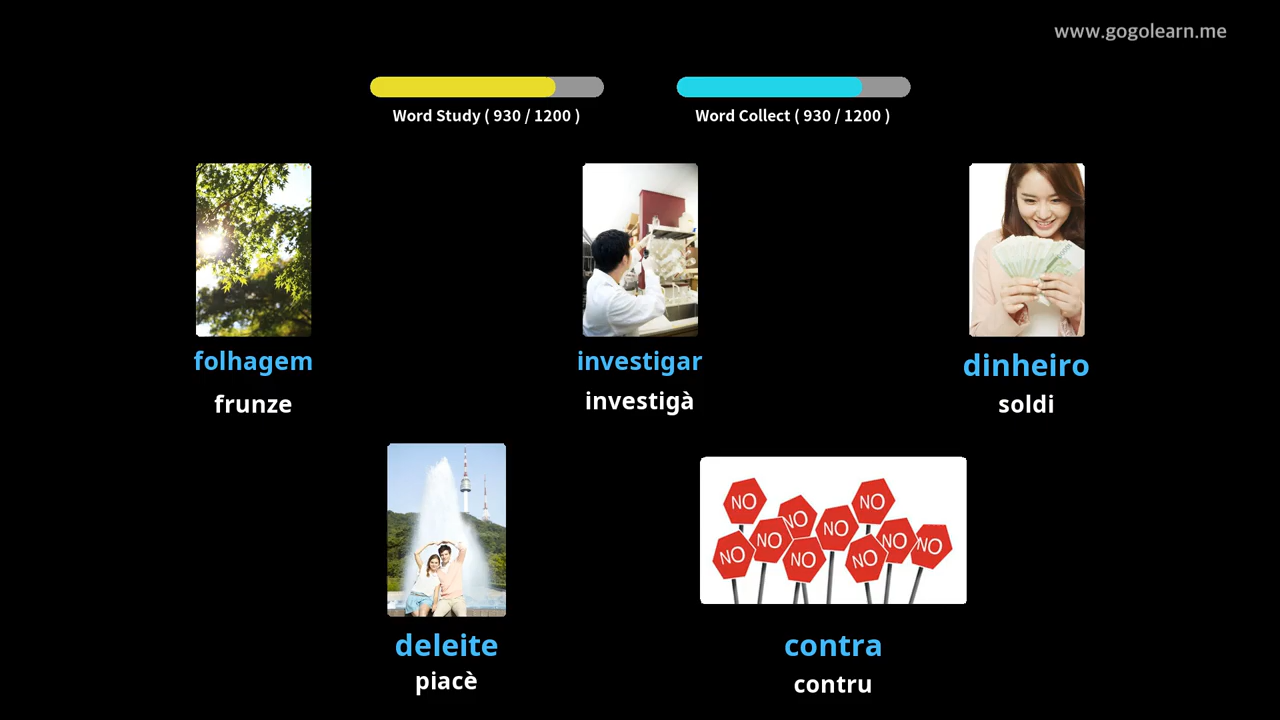 www.gogolearn.me
Word Study ( 930 / 1200 )
Word Collect ( 930 / 1200 )
folhagem
frunze
investigar
investigà
dinheiro
soldi
NO
NO
NO
NO
NO
NO
NO
NO
NO
NO
deleite
piacè
contra
contru